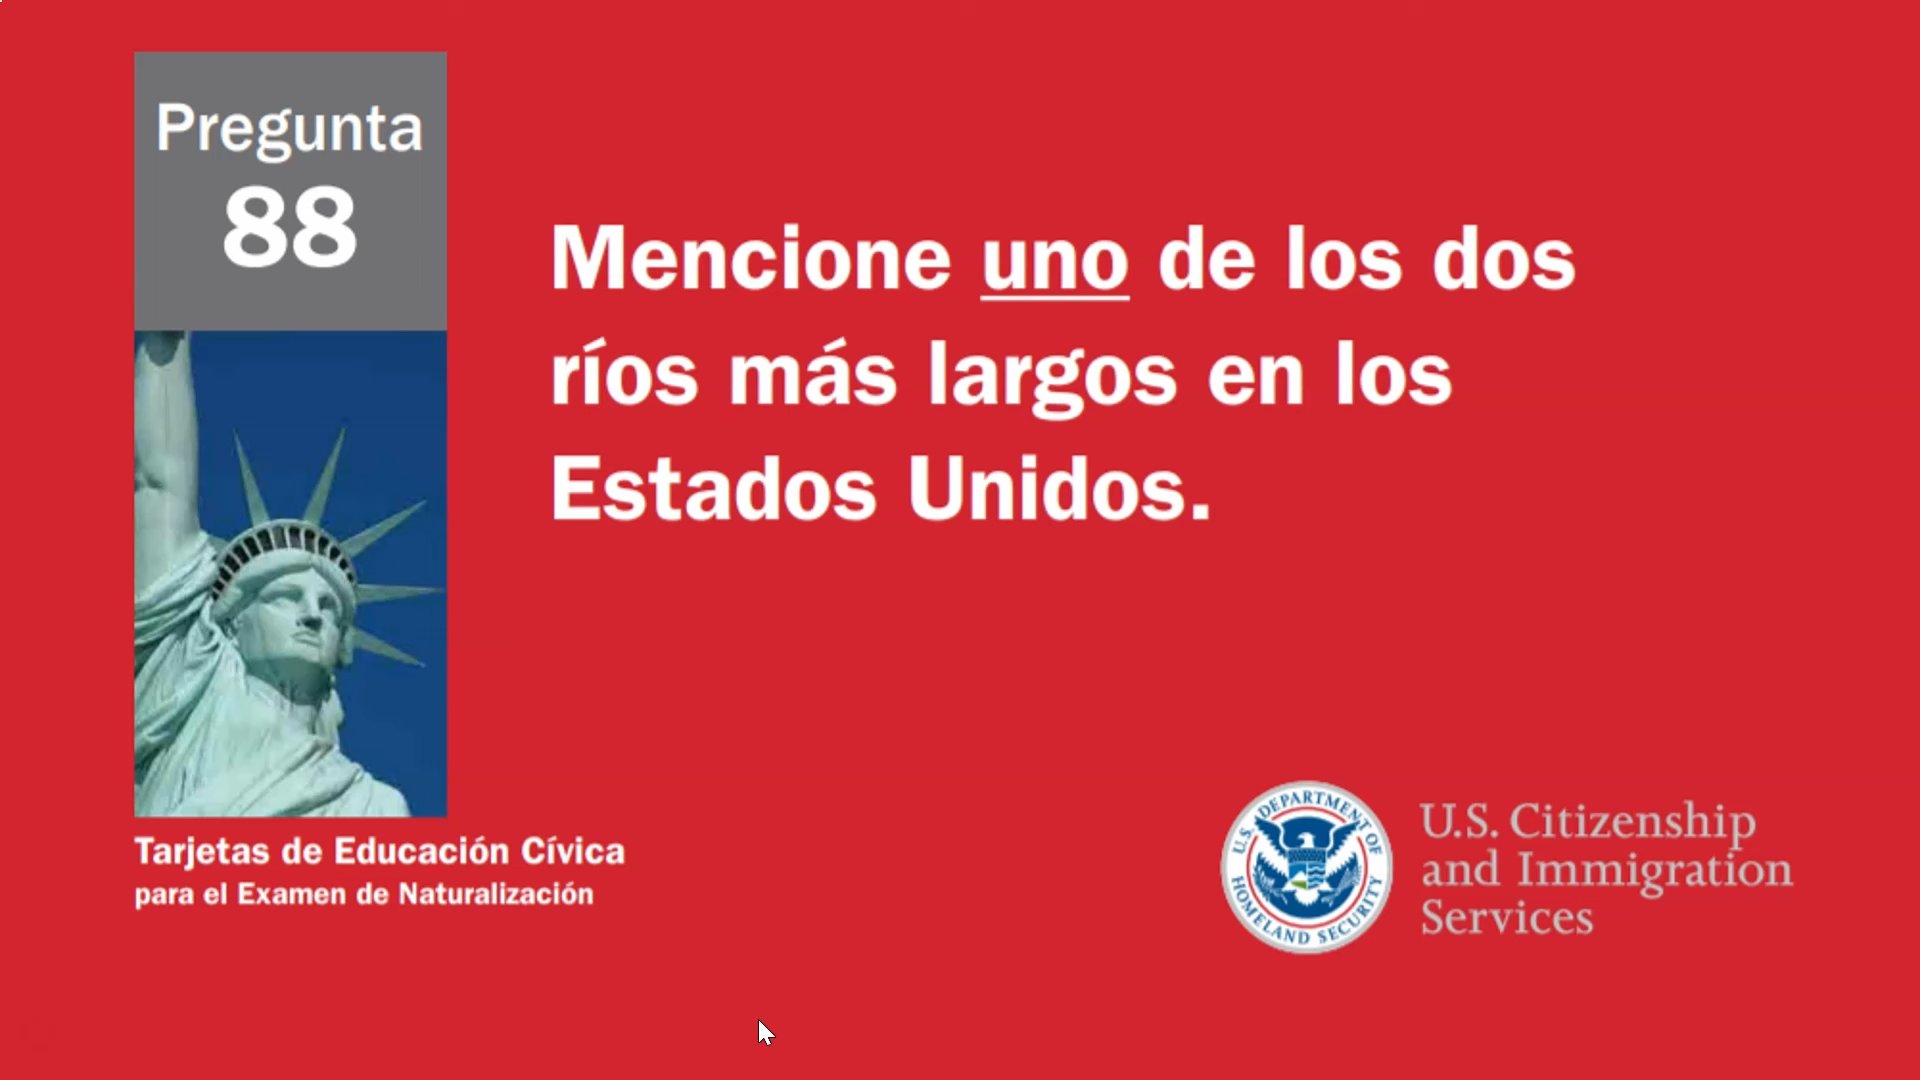 Pregunta
88
Mencione uno de los dos
ríos más largos en los
Estados Unidos.
Tarjetas de Educación Cívica
para el Examen de Naturalización
U.S. DEPARTMENT OF
HOMELAND SECURITY
U.S. Citizenship
and Immigration
Services